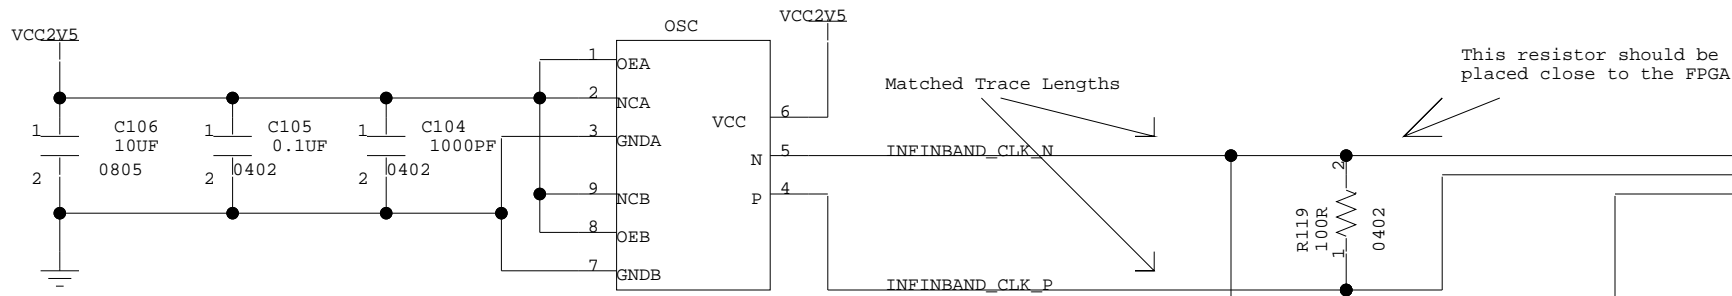 VCC2V5
OSC
VCC2V5
This resistor should be
placed close to the FPGA
Matched Trace Lengths
1 OEA
2 NCA
3 GNDA
9 NCB
8 OEB
7 GNDB
VCC 6
N 5
P 4
1 C106
10UF
2 0805
1 C105
0.1UF
2 0402
1 C104
1000PF
2 0402
INFINBAND_CLK_N
INFINBAND_CLK_P
2
R119
100R
0402
1